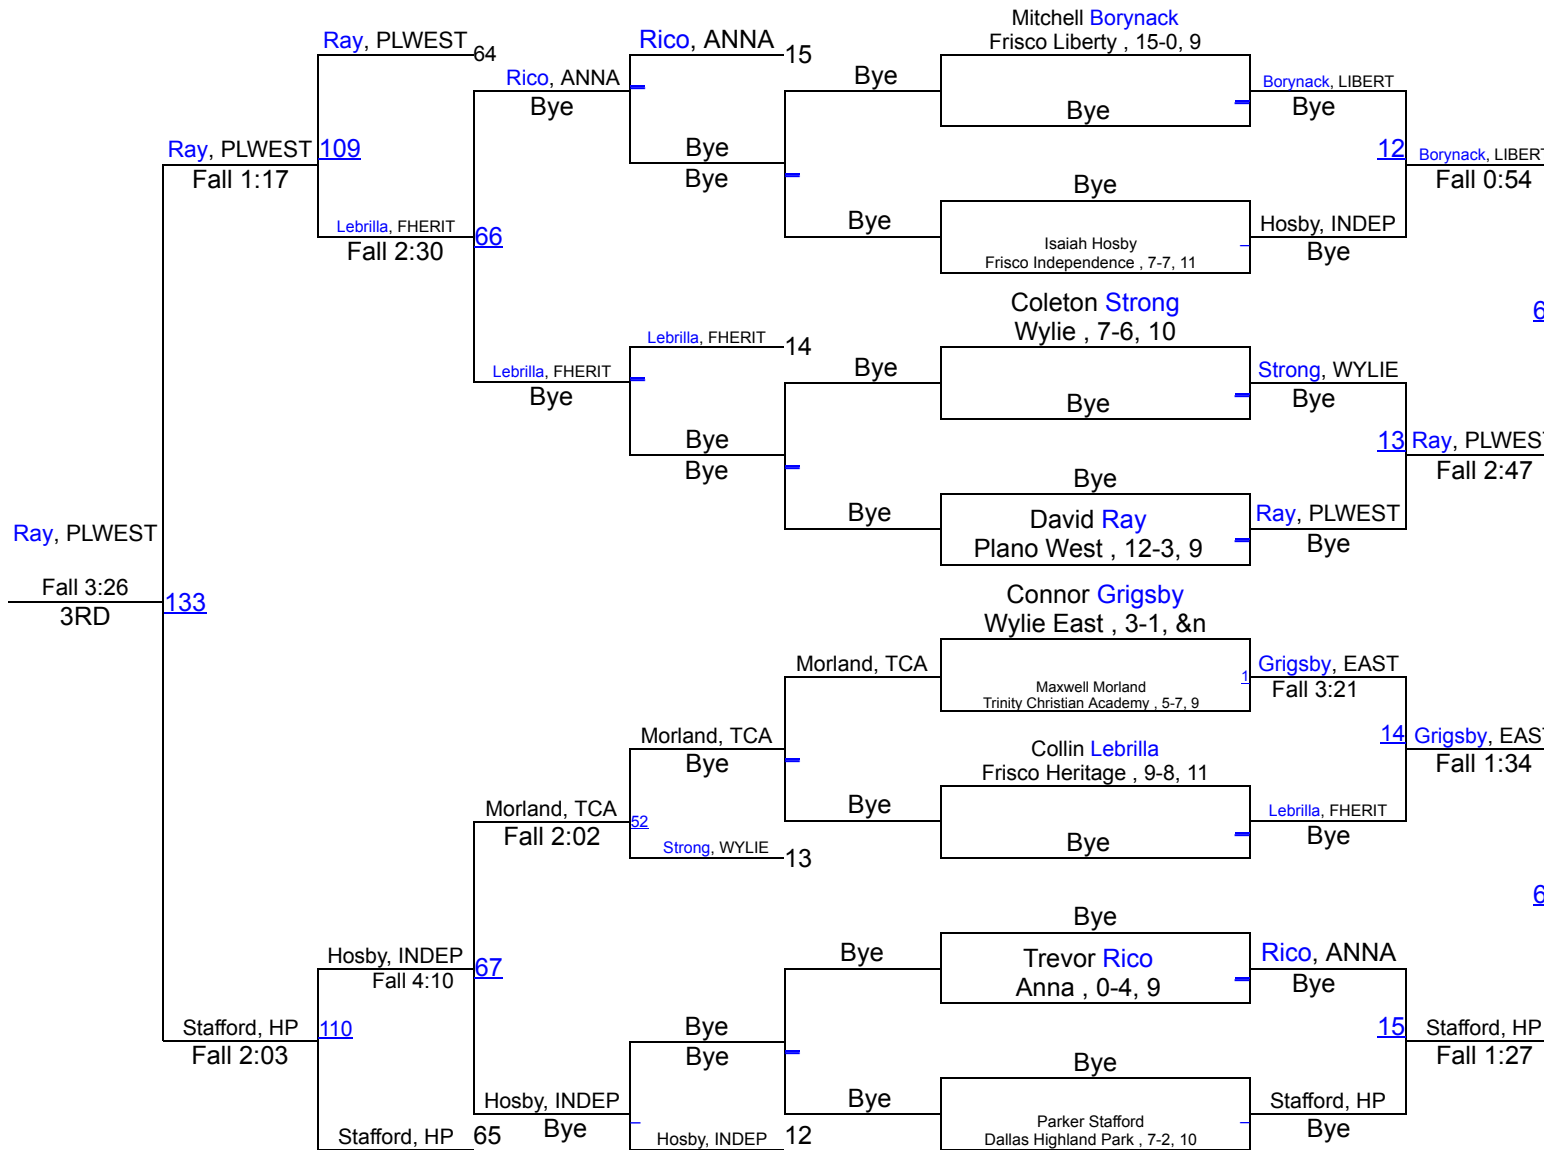 Mitchell Borynack
Frisco Liberty , 15-0, 9
Ray, PLWEST
64
Rico, ANNA
15
Rico, ANNA
Bye
Bye
Bye
Borynack, LIBERT
Bye
Ray, PLWEST
109
Fall 1:17
Bye
Bye
12
Borynack, LIBERT
Fall 0:54
Lebrilla, FHERIT
Fall 2:30
66
Bye
Bye
Isaiah Hosby
Frisco Independence , 7-7, 11
Hosby, INDEP
Bye
Coleton Strong
Wylie , 7-6, 10
6
Lebrilla, FHERIT
14
Lebrilla, FHERIT
Bye
Bye
Bye
Strong, WYLIE
Bye
Bye
Bye
13
Ray, PLWEST
Fall 2:47
Bye
Bye
David Ray
Plano West , 12-3, 9
Ray, PLWEST
Bye
Ray, PLWEST
Fall 3:26
3RD
133
Connor Grigsby
Wylie East , 3-1, &n
Morland, TCA
Maxwell Morland
Trinity Christian Academy , 5-7, 9
1
Grigsby, EAST
Fall 3:21
Morland, TCA
Bye
Collin Lebrilla
Frisco Heritage , 9-8, 11
14
Grigsby, EAST
Fall 1:34
Morland, TCA
Fall 2:02
52
Strong, WYLIE
13
Bye
Bye
Lebrilla, FHERIT
Bye
6
Bye
Hosby, INDEP
Fall 4:10
67
Bye
Trevor Rico
Anna , 0-4, 9
Rico, ANNA
Bye
Stafford, HP
110
Fall 2:03
Bye
Bye
15
Stafford, HP
Fall 1:27
Bye
Hosby, INDEP
Bye
Bye
Parker Stafford
Dallas Highland Park , 7-2, 10
Stafford, HP
Bye
Stafford, HP
65
Hosby, INDEP
12